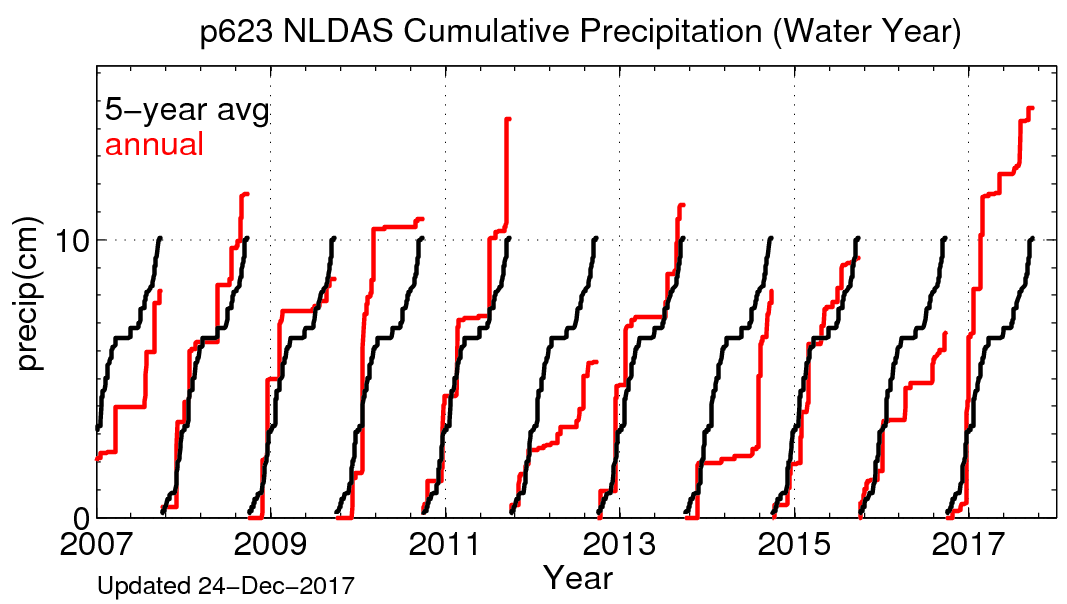 p623 NLDAS Cumulative Precipitation (Water Year)
5−year avg
annual
precip(cm)
10
0
2007 2009 2011 2013 2015 2017
Year
Updated 24−Dec−2017